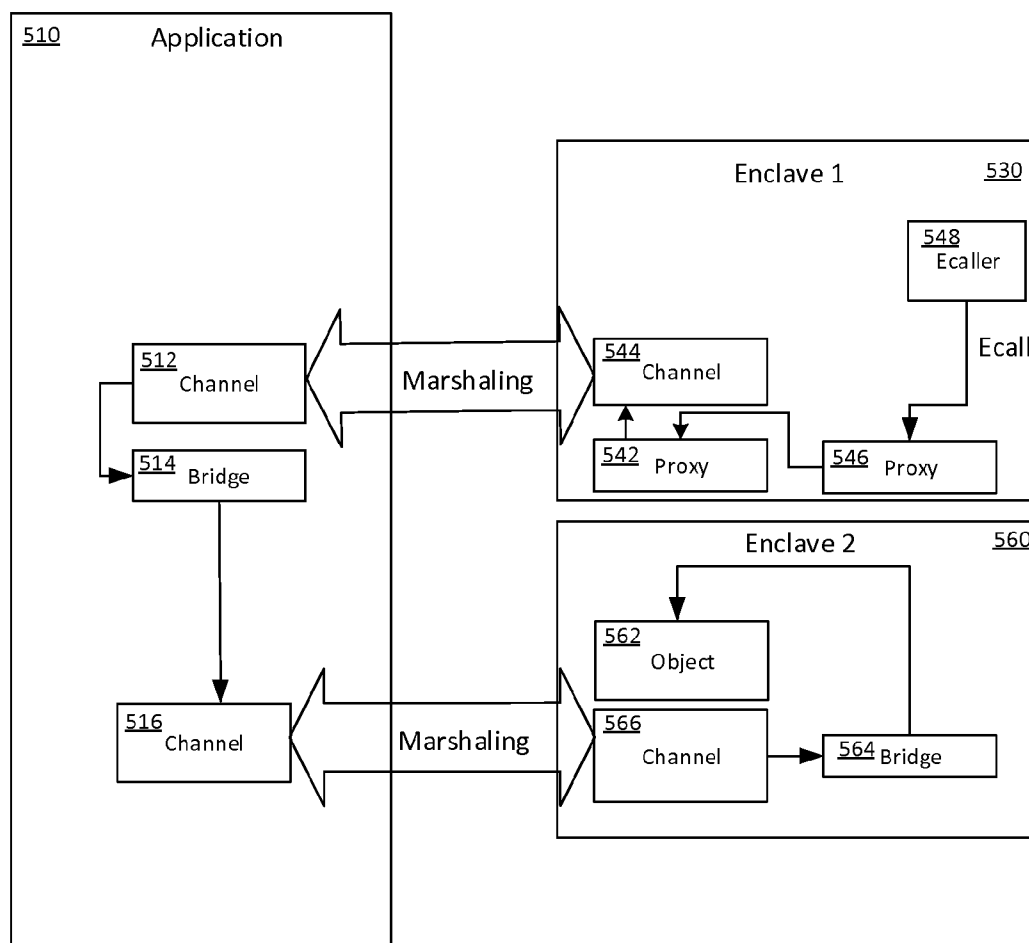 510
Application
Enclave 1
530
548
Ecaller
Ecall
512
Channel
Marshaling
544
Channel
514
Bridge
542
Proxy
546
Proxy
Enclave 2
560
562
Object
516
Channel
Marshaling
566
Channel
564
Bridge